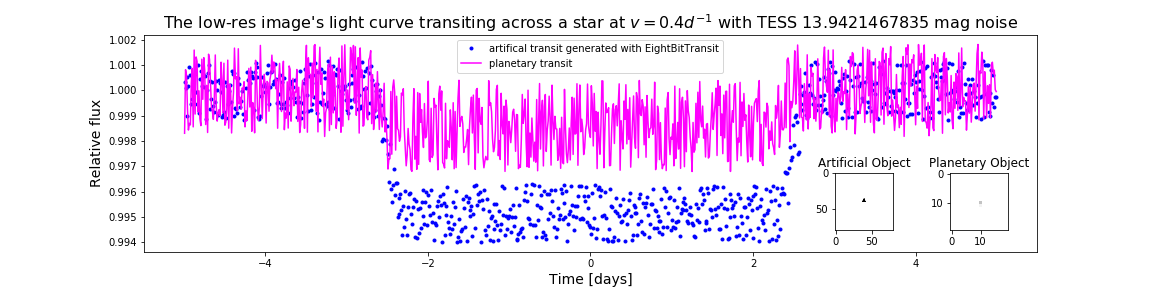 The low-res image's light curve transiting across a star at v = 0.4d⁻¹ with TESS 13.9421467835 mag noise
artifical transit generated with EightBitTransit
planetary transit
Relative flux
1.002
1.001
1.000
0.999
0.998
0.997
0.996
0.995
0.994
Artificial Object
0
50
0 50
Planetary Object
0
10
0 10
−4 −2 0 2 4
Time [days]